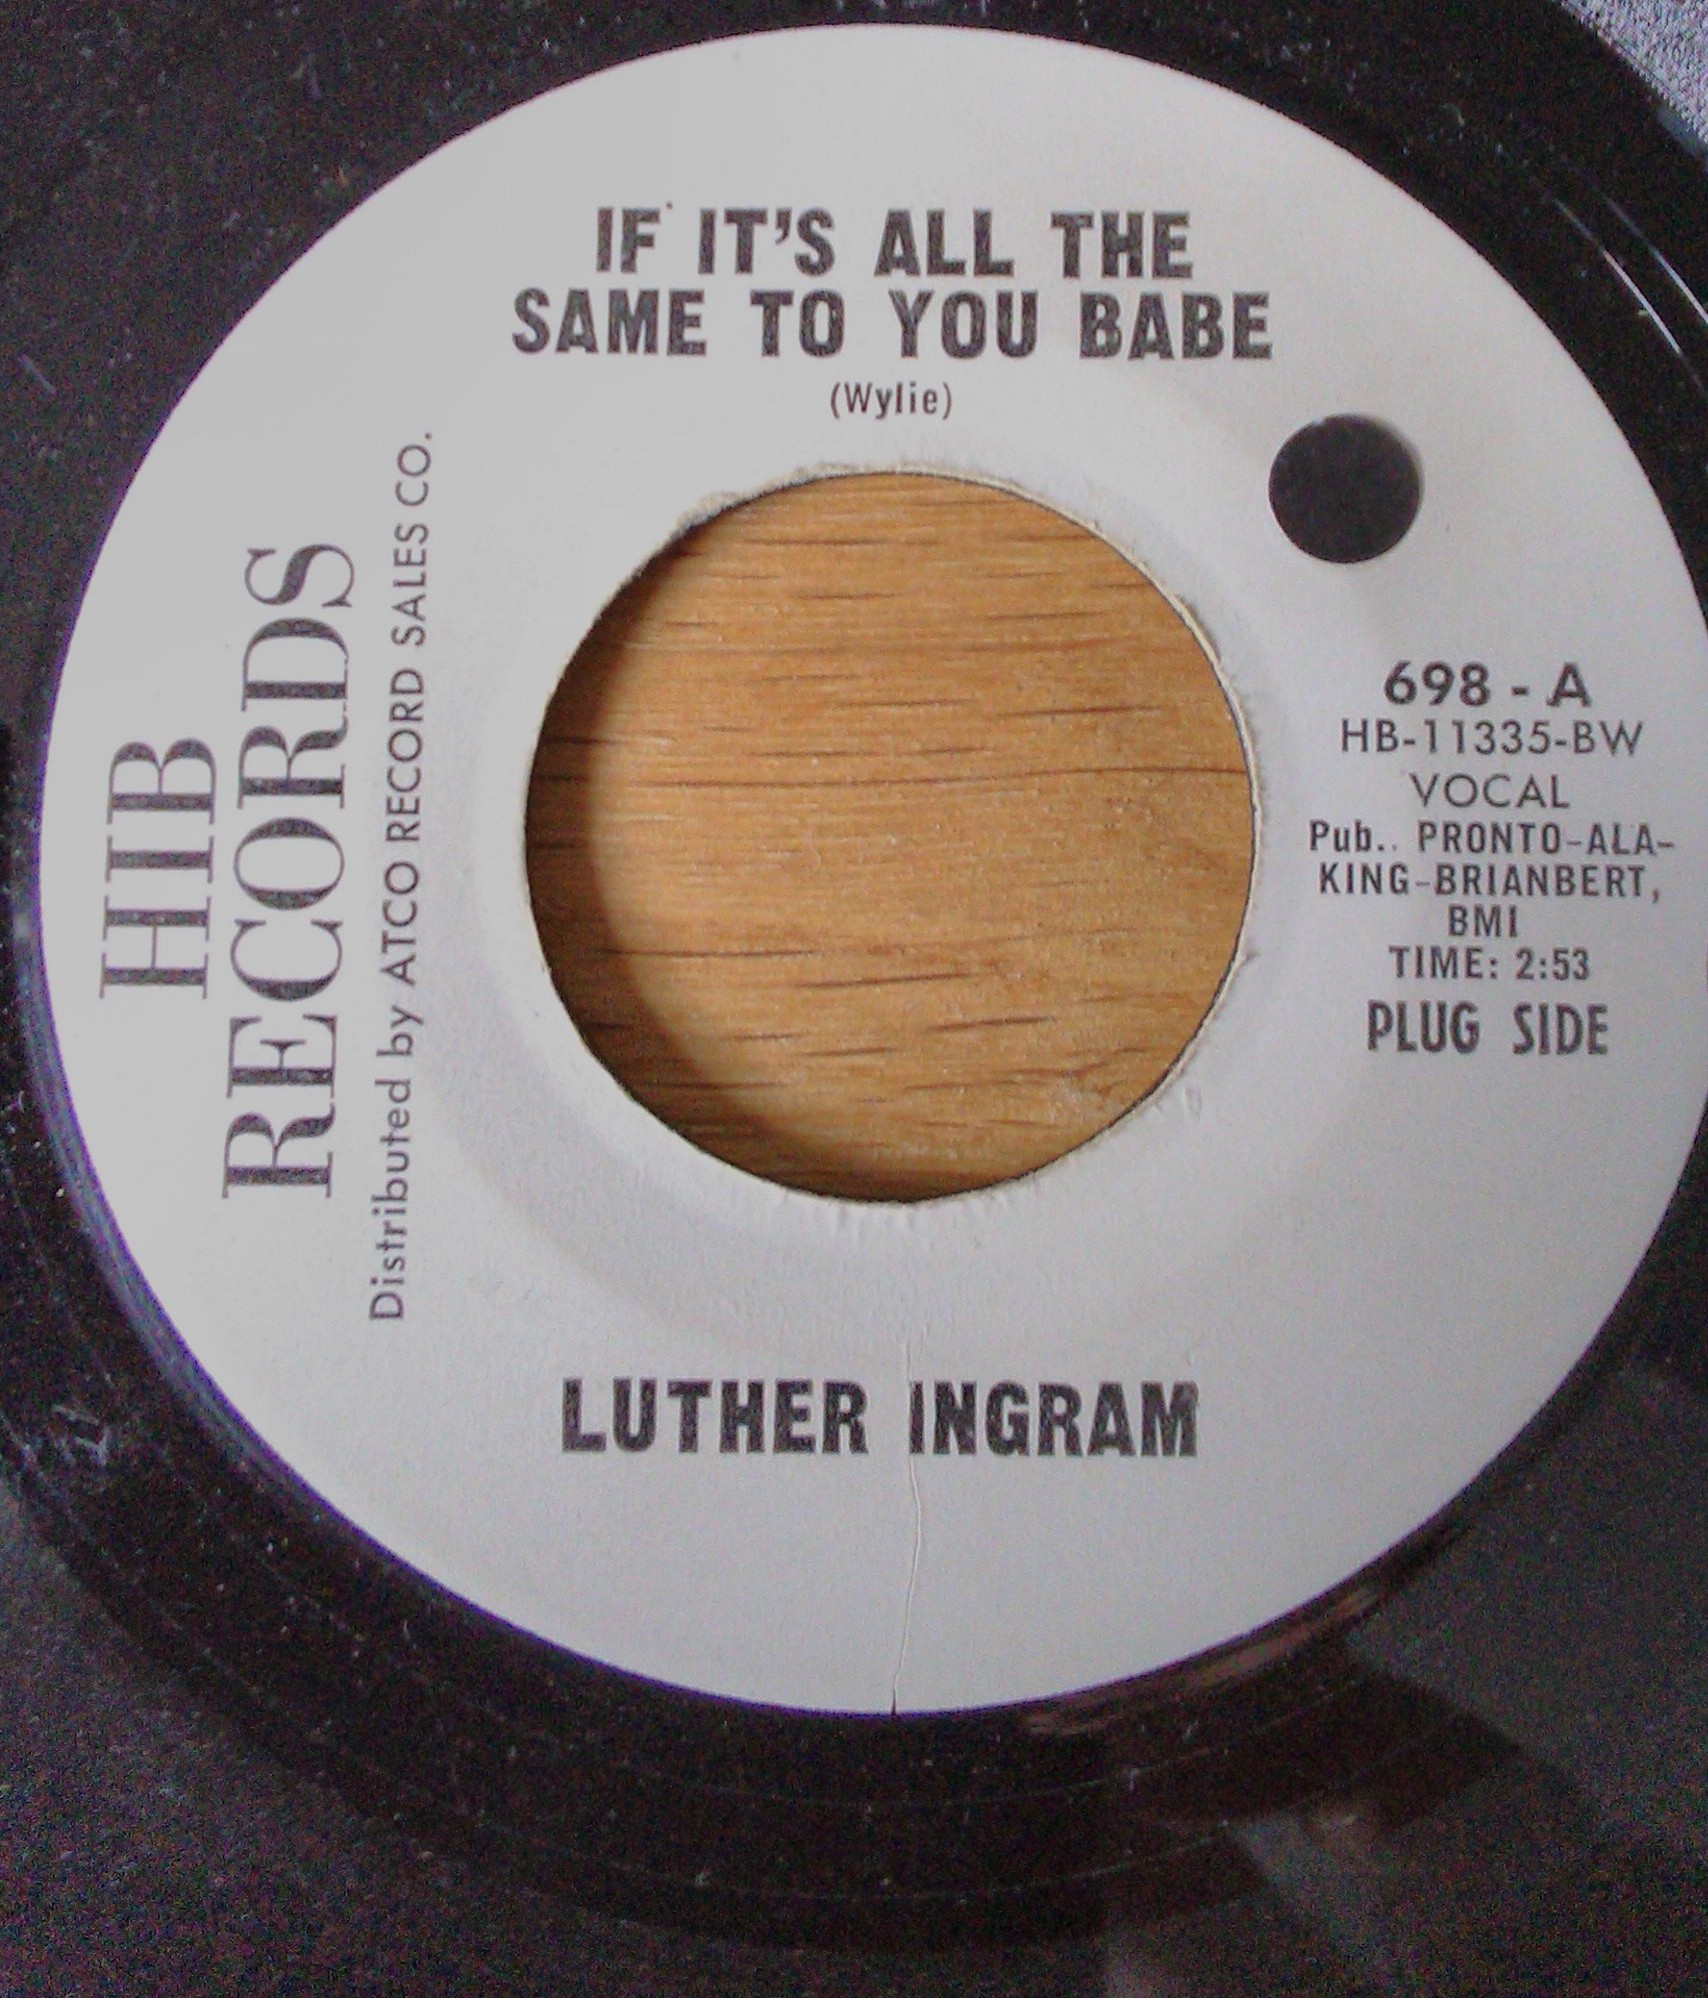 IF IT'S ALL THE
SAME TO YOU BABE
(Wylie)
HIB
RECORDS
Distributed by ATCO RECORD SALES CO.
698 - A
HB-11335-BW
VOCAL
Pub.. PRONTO-ALA-
KING-BRIANBERT,
BMI
TIME: 2:53
PLUG SIDE
LUTHER INGRAM